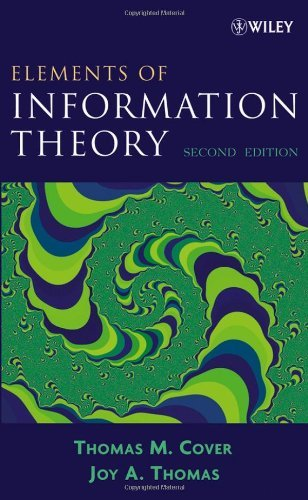 WILEY
ELEMENTS OF
INFORMATION
THEORY SECOND EDITION
THOMAS M. COVER
JOY A. THOMAS